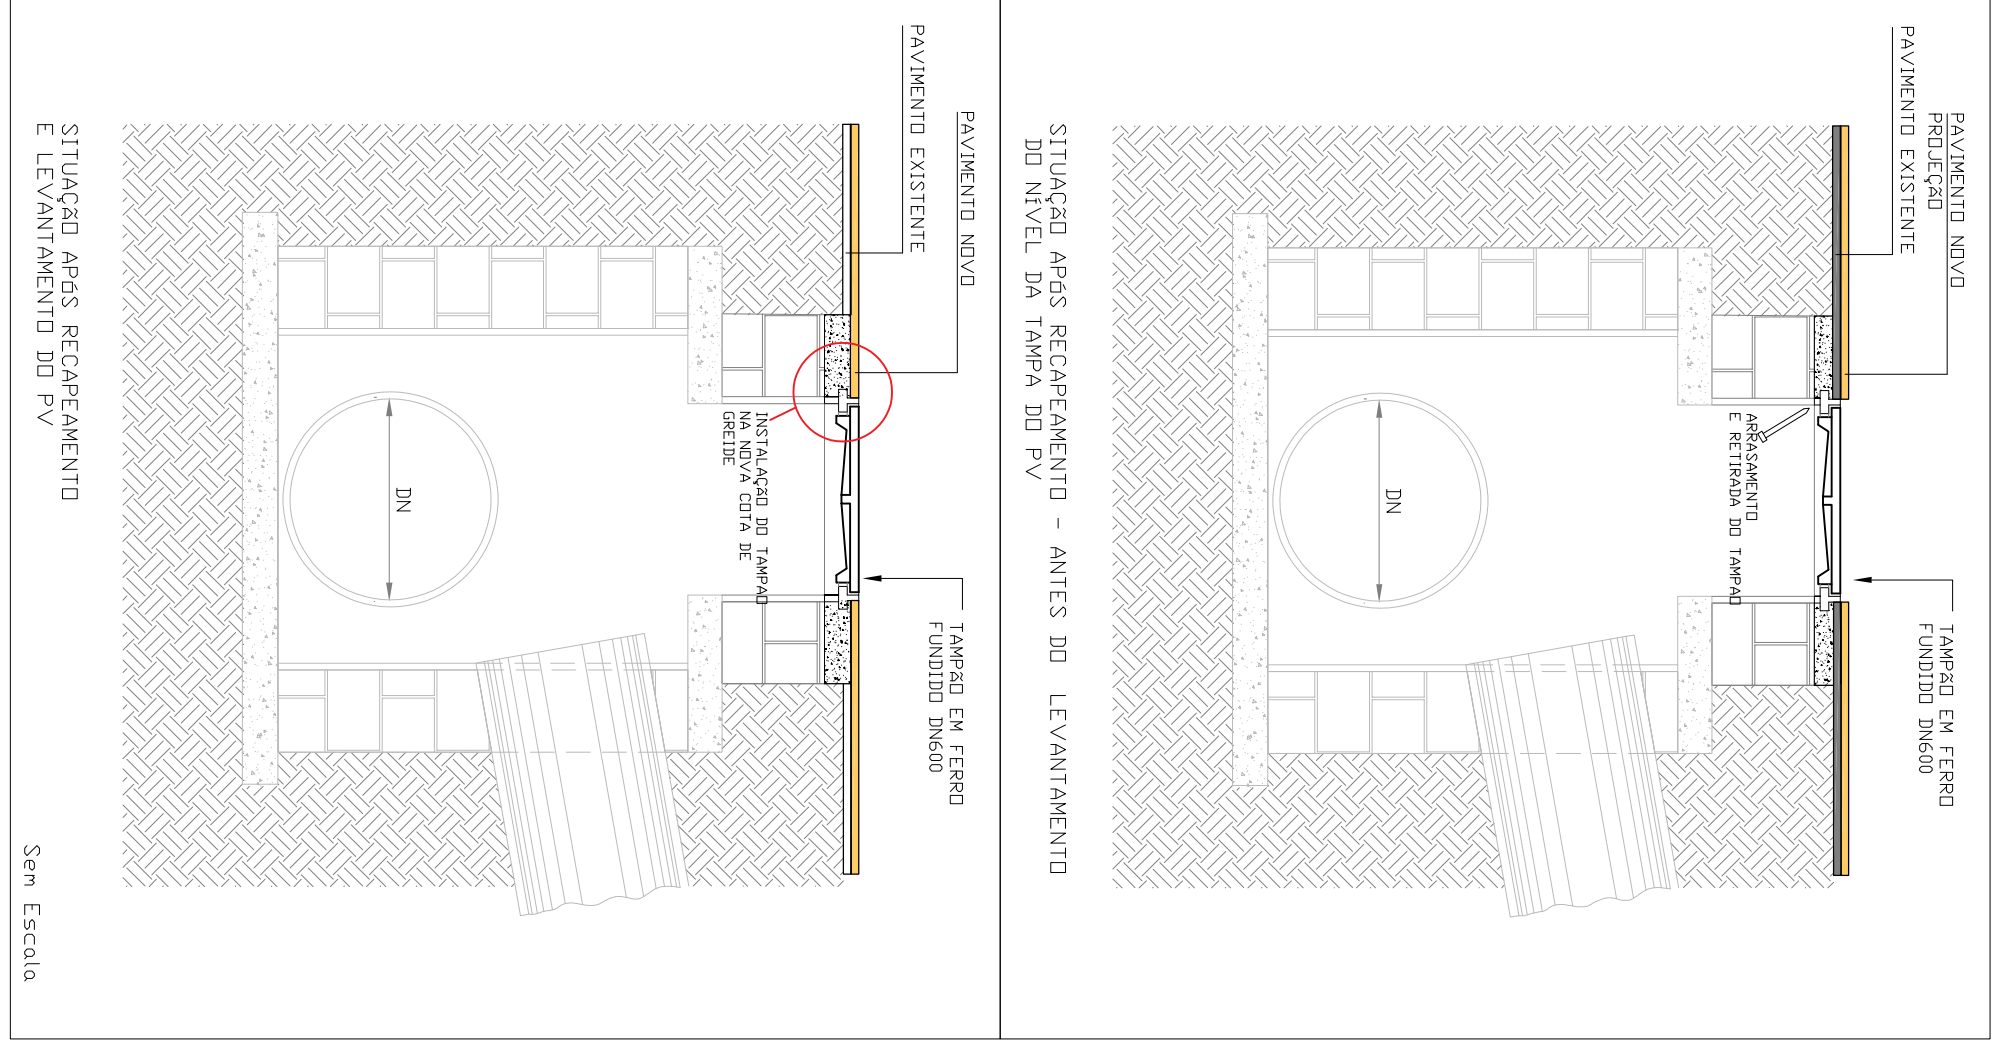 PAVIMENTO NOVO
PROJEÇÃO
PAVIMENTO EXISTENTE
TAMPÃO EM FERRO
FUNDIDO DN600
ARRASAMENTO
E RETIRADA DO TAMPÃO
DN
SITUAÇÃO APÓS RECAPEAMENTO - ANTES DO LEVANTAMENTO
DO NÍVEL DA TAMPA DO PV
PAVIMENTO NOVO
PAVIMENTO EXISTENTE
TAMPÃO EM FERRO
FUNDIDO DN600
INSTALAÇÃO DO TAMPÃO
NA NOVA COTA DE
GREIDE
DN
SITUAÇÃO APÓS RECAPEAMENTO
E LEVANTAMENTO DO PV
Sem Escala